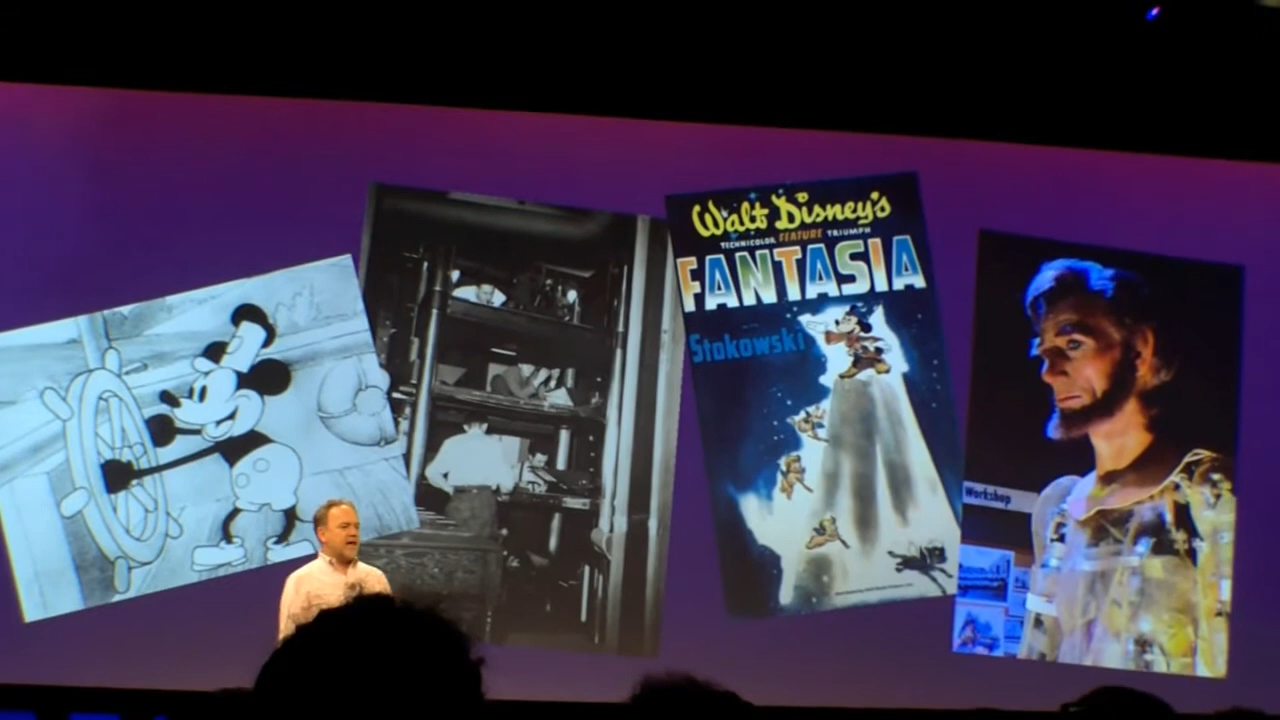 Walt Disney's
TECHNICOLOR FEATURE TRIUMPH
FANTASIA
Stokowski
Workshop